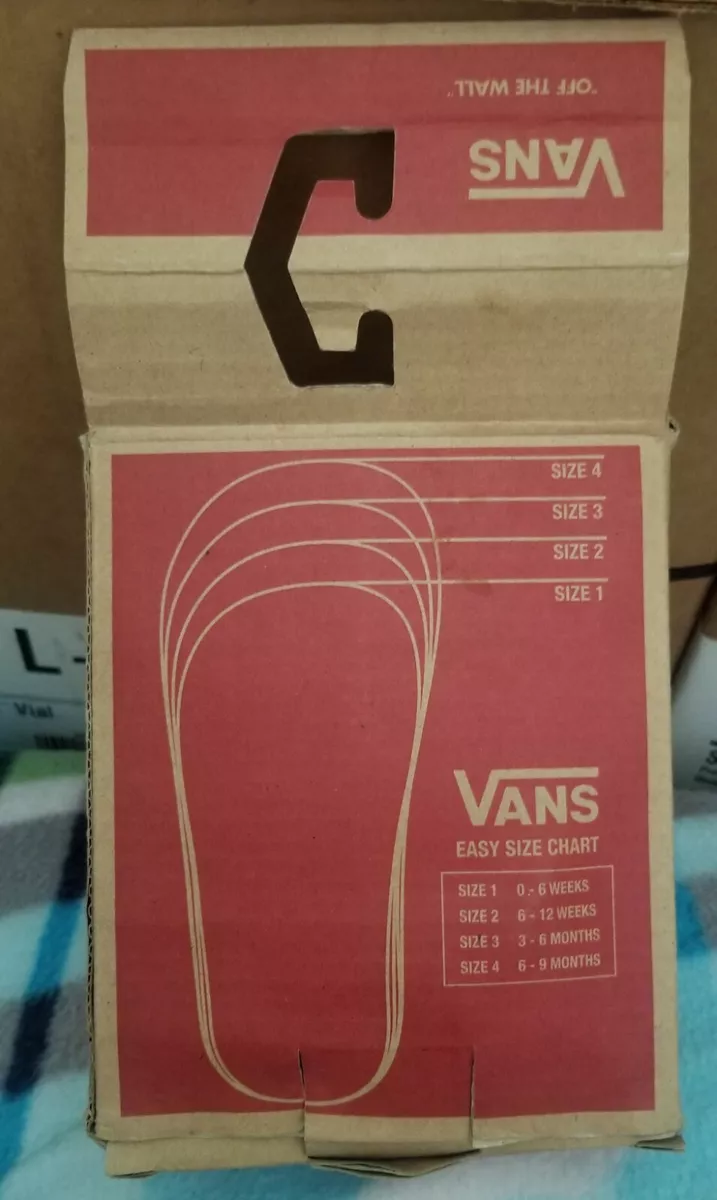 "OFF THE WALL"
VANS
SIZE 4
SIZE 3
SIZE 2
SIZE 1
L-
Vial
VANS
EASY SIZE CHART
SIZE 1 0 - 6 WEEKS
SIZE 2 6 - 12 WEEKS
SIZE 3 3 - 6 MONTHS
SIZE 4 6 - 9 MONTHS